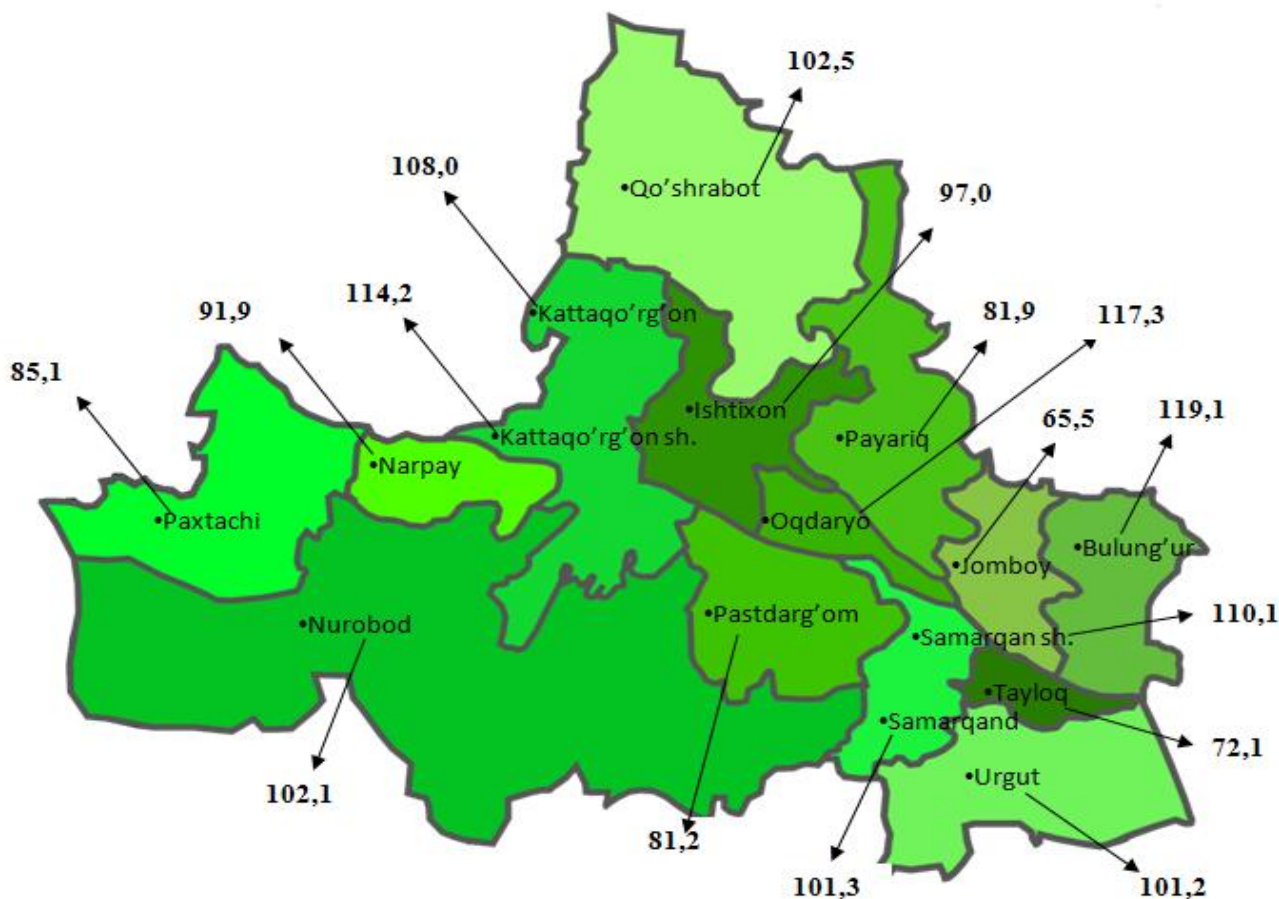 102,5
108,0
Qo'shrabot
97,0
114,2
91,9
Kattaqo'rg'on
81,9
117,3
85,1
Ishtixon
65,5
119,1
Kattaqo'rg'on sh.
Payariq
Narpay
Paxtachi
Oqdaryo
Bulung'ur
Jomboy
Nurobod
Pastdarg'om
110,1
Samarqan sh.
Tayloq
Samarqand
72,1
Urgut
102,1
81,2
101,3
101,2